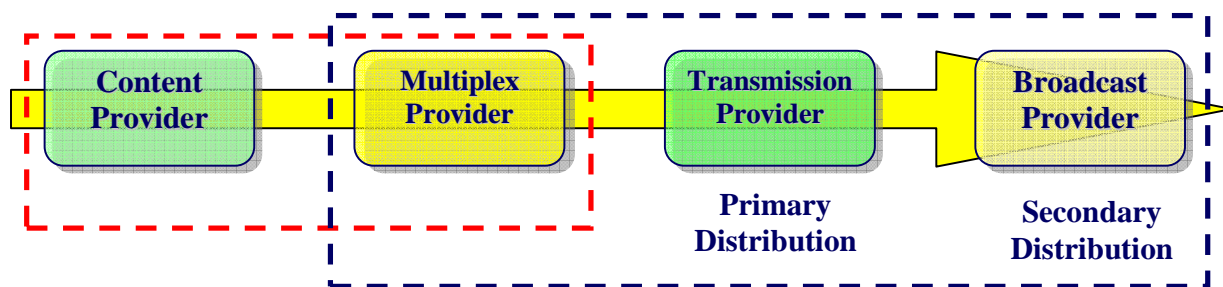 Content
Provider
Multiplex
Provider
Transmission
Provider
Broadcast
Provider
Primary
Distribution
Secondary
Distribution